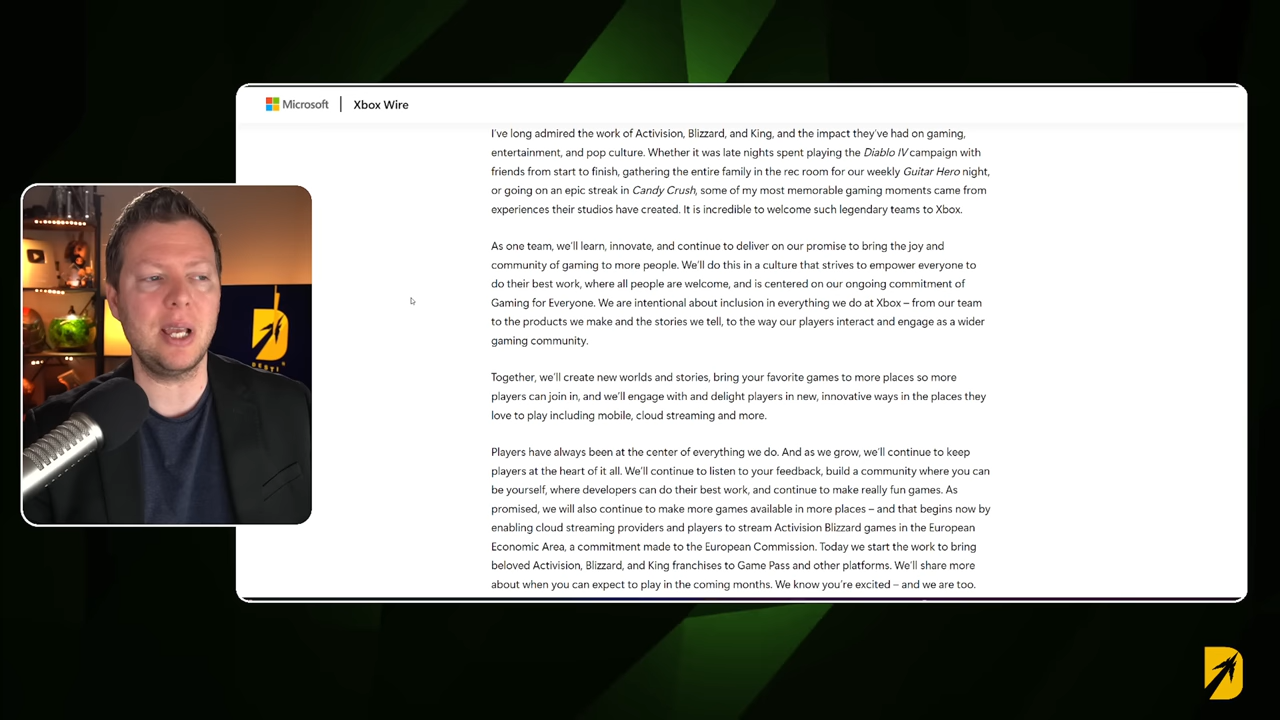 Microsoft | Xbox Wire
I've long admired the work of Activision, Blizzard, and King, and the impact they've had on gaming,
entertainment, and pop culture. Whether it was late nights spent playing the Diablo IV campaign with
friends from start to finish, gathering the entire family in the rec room for our weekly Guitar Hero night,
or going on an epic streak in Candy Crush, some of my most memorable gaming moments came from
experiences their studios have created. It is incredible to welcome such legendary teams to Xbox.
As one team, we'll learn, innovate, and continue to deliver on our promise to bring the joy and
community of gaming to more people. We'll do this in a culture that strives to empower everyone to
do their best work, where all people are welcome, and is centered on our ongoing commitment of
Gaming for Everyone. We are intentional about inclusion in everything we do at Xbox – from our team
to the products we make and the stories we tell, to the way our players interact and engage as a wider
gaming community.
Together, we'll create new worlds and stories, bring your favorite games to more places so more
players can join in, and we'll engage with and delight players in new, innovative ways in the places they
love to play including mobile, cloud streaming and more.
Players have always been at the center of everything we do. And as we grow, we'll continue to keep
players at the heart of it all. We'll continue to listen to your feedback, build a community where you can
be yourself, where developers can do their best work, and continue to make really fun games. As
promised, we will also continue to make more games available in more places – and that begins now by
enabling cloud streaming providers and players to stream Activision Blizzard games in the European
Economic Area, a commitment made to the European Commission. Today we start the work to bring
beloved Activision, Blizzard, and King franchises to Game Pass and other platforms. We'll share more
about when you can expect to play in the coming months. We know you're excited – and we are too.